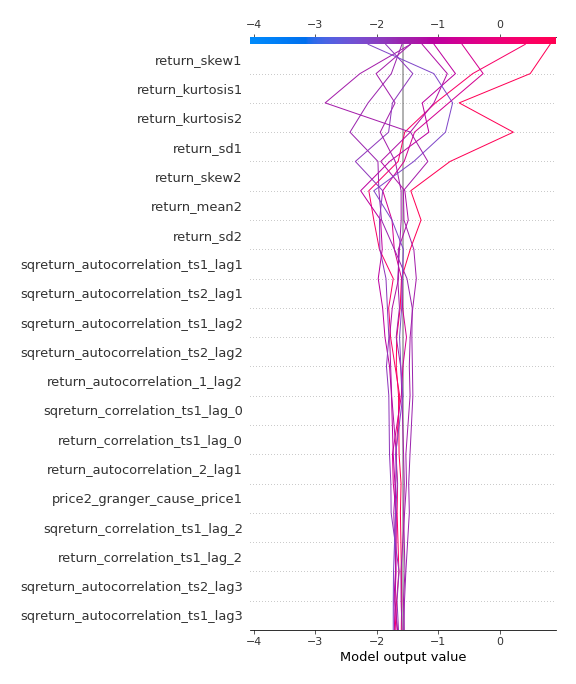 −4 −3 −2 −1 0
return_skew1
return_kurtosis1
return_kurtosis2
return_sd1
return_skew2
return_mean2
return_sd2
sqreturn_autocorrelation_ts1_lag1
sqreturn_autocorrelation_ts2_lag1
sqreturn_autocorrelation_ts1_lag2
sqreturn_autocorrelation_ts2_lag2
return_autocorrelation_1_lag2
sqreturn_correlation_ts1_lag_0
return_correlation_ts1_lag_0
return_autocorrelation_2_lag1
price2_granger_cause_price1
sqreturn_correlation_ts1_lag_2
return_correlation_ts1_lag_2
sqreturn_autocorrelation_ts2_lag3
sqreturn_autocorrelation_ts1_lag3
−4 −3 −2 −1 0
Model output value